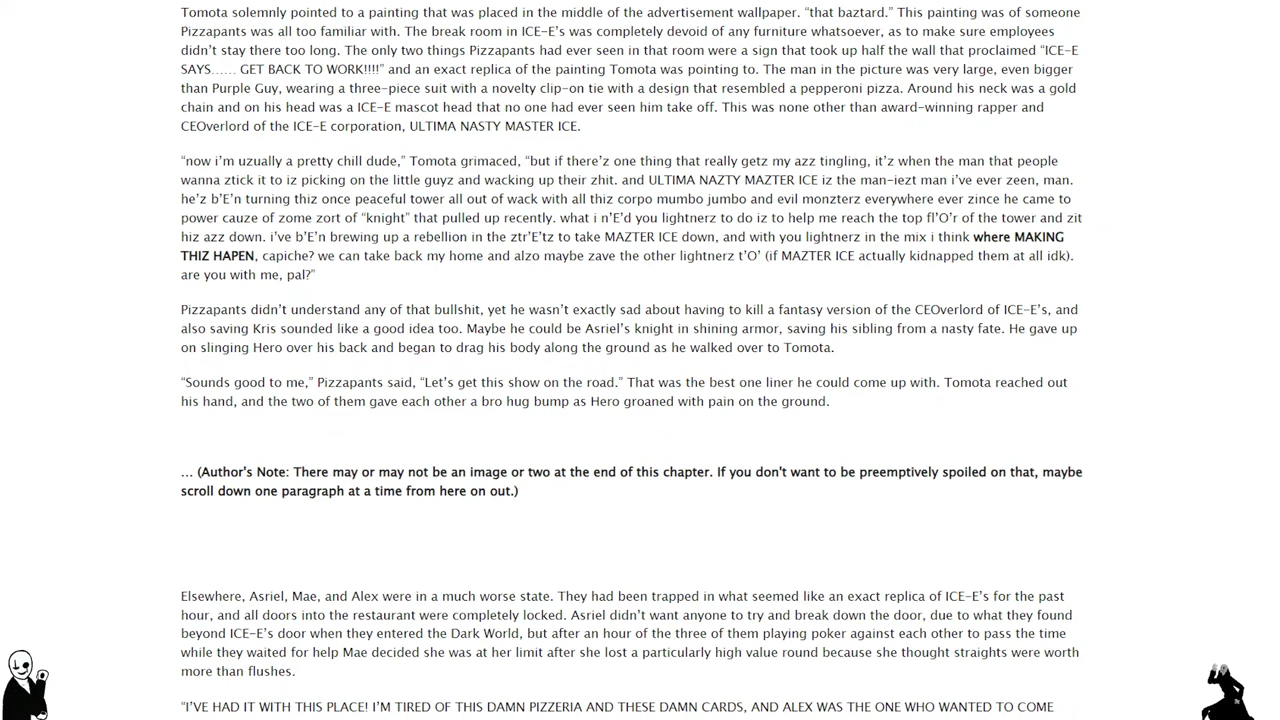 Tomota solemnly pointed to a painting that was placed in the middle of the advertisement wallpaper. “that baztard.” This painting was of someone
Pizzapants was all too familiar with. The break room in ICE-E’s was completely devoid of any furniture whatsoever, as to make sure employees
didn’t stay there too long. The only two things Pizzapants had ever seen in that room were a sign that took up half the wall that proclaimed “ICE-E
SAYS…… GET BACK TO WORK!!!!” and an exact replica of the painting Tomota was pointing to. The man in the picture was very large, even bigger
than Purple Guy, wearing a three-piece suit with a novelty clip-on tie with a design that resembled a pepperoni pizza. Around his neck was a gold
chain and on his head was a ICE-E mascot head that no one had ever seen him take off. This was none other than award-winning rapper and
CEOverlord of the ICE-E corporation, ULTIMA NASTY MASTER ICE.
“now i’m uzually a pretty chill dude,” Tomota grimaced, “but if there’z one thing that really getz my azz tingling, it’z when the man that people
wanna ztick it to iz picking on the little guyz and wacking up their zhit. and ULTIMA NAZTY MAZTER ICE iz the man-iezt man i’ve ever zeen, man.
he’z b’E’n turning thiz once peaceful tower all out of wack with all thiz corpo mumbo jumbo and evil monzterz everywhere ever zince he came to
power cauze of zome zort of “knight” that pulled up recently. what i n’E’d you lightnerz to do iz to help me reach the top fl’O’r of the tower and zit
hiz azz down. i’ve b’E’n brewing up a rebellion in the ztr’E’tz to take MAZTER ICE down, and with you lightnerz in the mix i think where MAKING
THIZ HAPEN, capiche? we can take back my home and alzo maybe zave the other lightnerz t’O’ (if MAZTER ICE actually kidnapped them at all idk).
are you with me, pal?”
Pizzapants didn’t understand any of that bullshit, yet he wasn’t exactly sad about having to kill a fantasy version of the CEOverlord of ICE-E’s, and
also saving Kris sounded like a good idea too. Maybe he could be Asriel’s knight in shining armor, saving his sibling from a nasty fate. He gave up
on slinging Hero over his back and began to drag his body along the ground as he walked over to Tomota.
“Sounds good to me,” Pizzapants said, “Let’s get this show on the road.” That was the best one liner he could come up with. Tomota reached out
his hand, and the two of them gave each other a bro hug bump as Hero groaned with pain on the ground.
… (Author's Note: There may or may not be an image or two at the end of this chapter. If you don't want to be preemptively spoiled on that, maybe
scroll down one paragraph at a time from here on out.)
Elsewhere, Asriel, Mae, and Alex were in a much worse state. They had been trapped in what seemed like an exact replica of ICE-E’s for the past
hour, and all doors into the restaurant were completely locked. Asriel didn’t want anyone to try and break down the door, due to what they found
beyond ICE-E’s door when they entered the Dark World, but after an hour of the three of them playing poker against each other to pass the time
while they waited for help Mae decided she was at her limit after she lost a particularly high value round because she thought straights were worth
more than flushes.
“I’VE HAD IT WITH THIS PLACE! I’M TIRED OF THIS DAMN PIZZERIA AND THESE DAMN CARDS, AND ALEX WAS THE ONE WHO WANTED TO COME